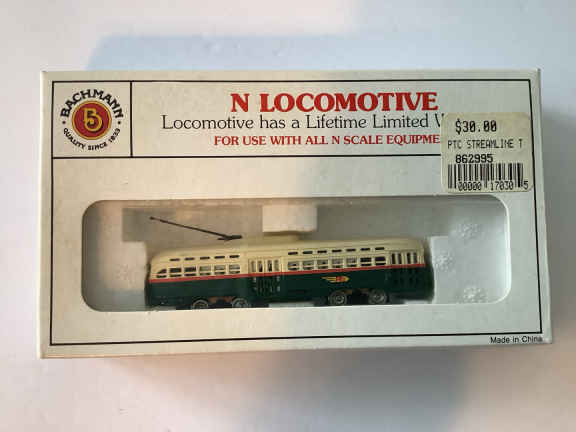 BACHMANN
B
QUALITY SINCE 1833
N LOCOMOTIVE
Locomotive has a Lifetime Limited W
FOR USE WITH ALL N SCALE EQUIPME
$30.00
PTC STREAMLINE T
862995
00000 17030 5
Made in China